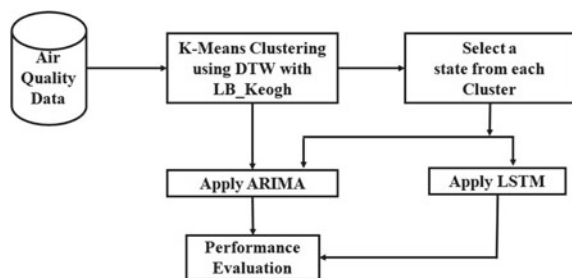 Air
Quality
Data
K-Means Clustering
using DTW with
LB_Keogh
Select a
state from each
Cluster
Apply ARIMA
Apply LSTM
Performance
Evaluation